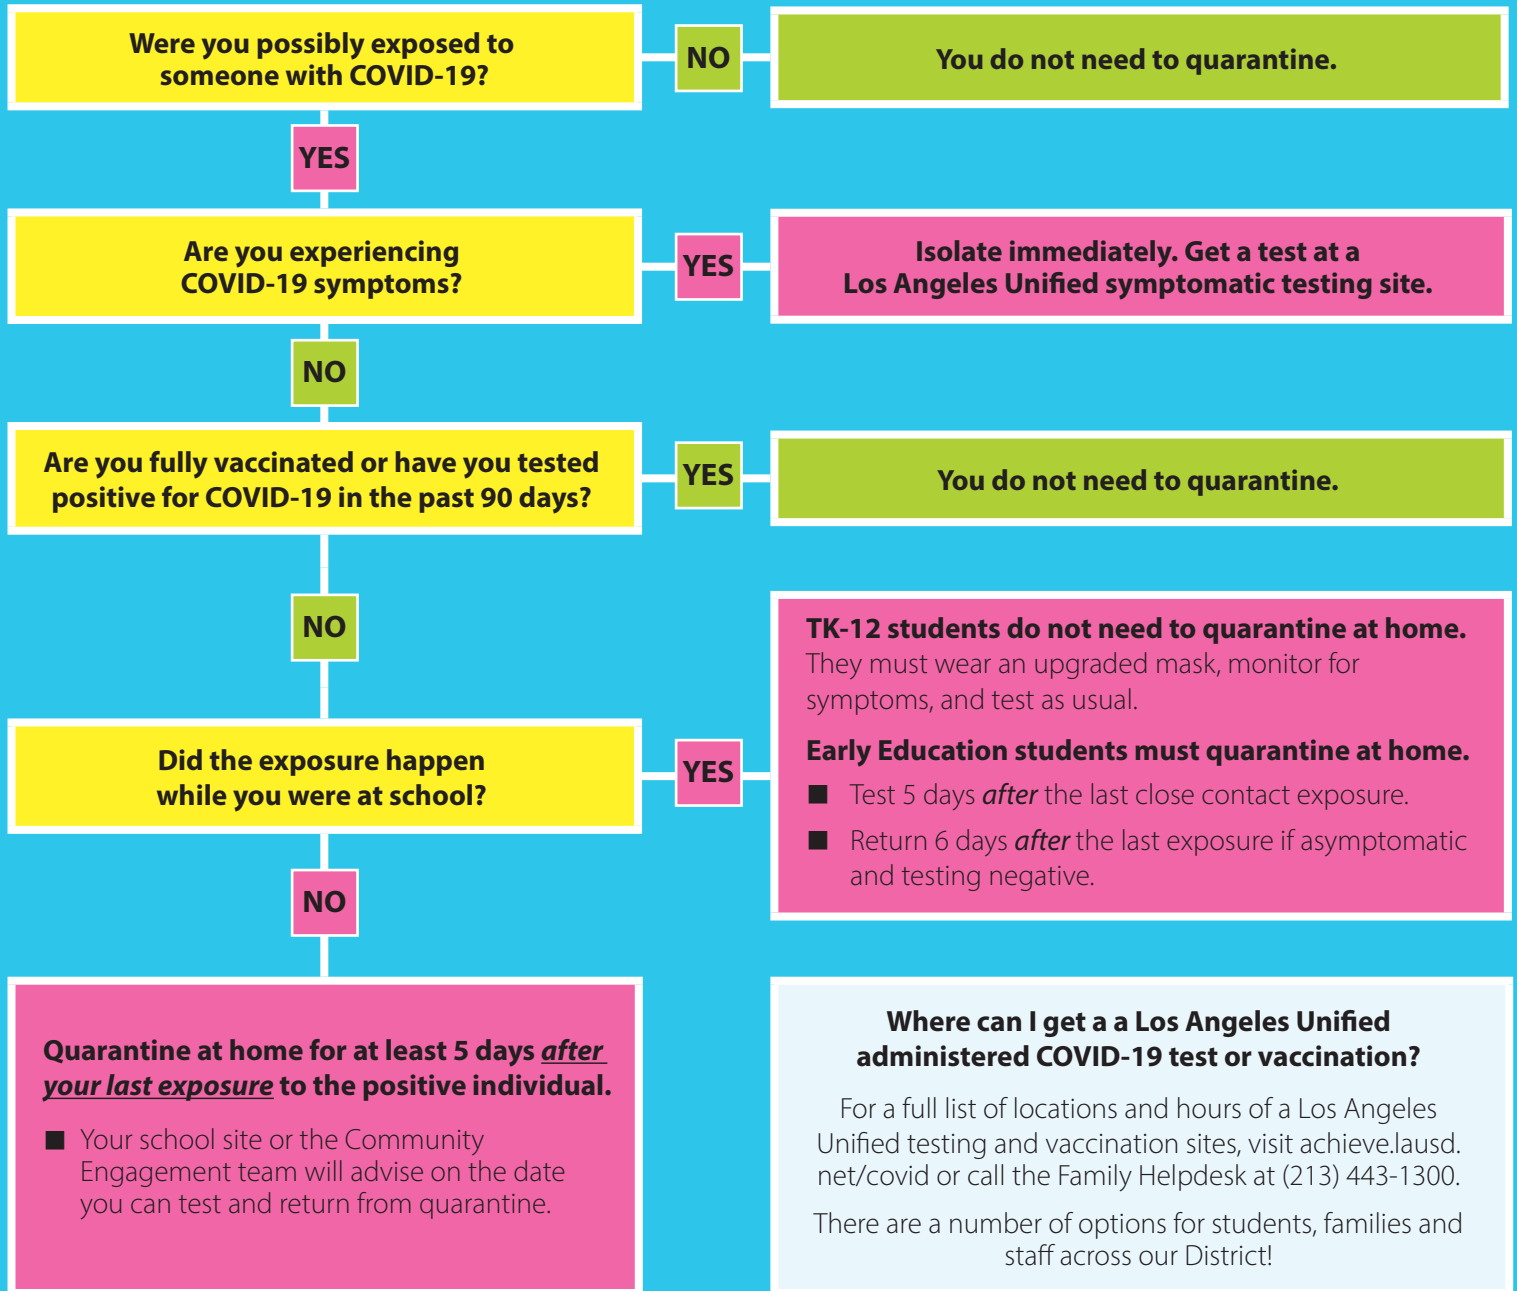 Were you possibly exposed to
someone with COVID-19?
NO
You do not need to quarantine.
YES
Are you experiencing
COVID-19 symptoms?
YES
Isolate immediately. Get a test at a
Los Angeles Unified symptomatic testing site.
NO
Are you fully vaccinated or have you tested
positive for COVID-19 in the past 90 days?
YES
You do not need to quarantine.
NO
Did the exposure happen
while you were at school?
YES
TK-12 students do not need to quarantine at home.
They must wear an upgraded mask, monitor for
symptoms, and test as usual.
Early Education students must quarantine at home.
■ Test 5 days after the last close contact exposure.
■ Return 6 days after the last exposure if asymptomatic
and testing negative.
NO
Quarantine at home for at least 5 days after
your last exposure to the positive individual.
■ Your school site or the Community
Engagement team will advise on the date
you can test and return from quarantine.
Where can I get a a Los Angeles Unified
administered COVID-19 test or vaccination?
For a full list of locations and hours of a Los Angeles
Unified testing and vaccination sites, visit achieve.lausd.
net/covid or call the Family Helpdesk at (213) 443-1300.
There are a number of options for students, families and
staff across our District!